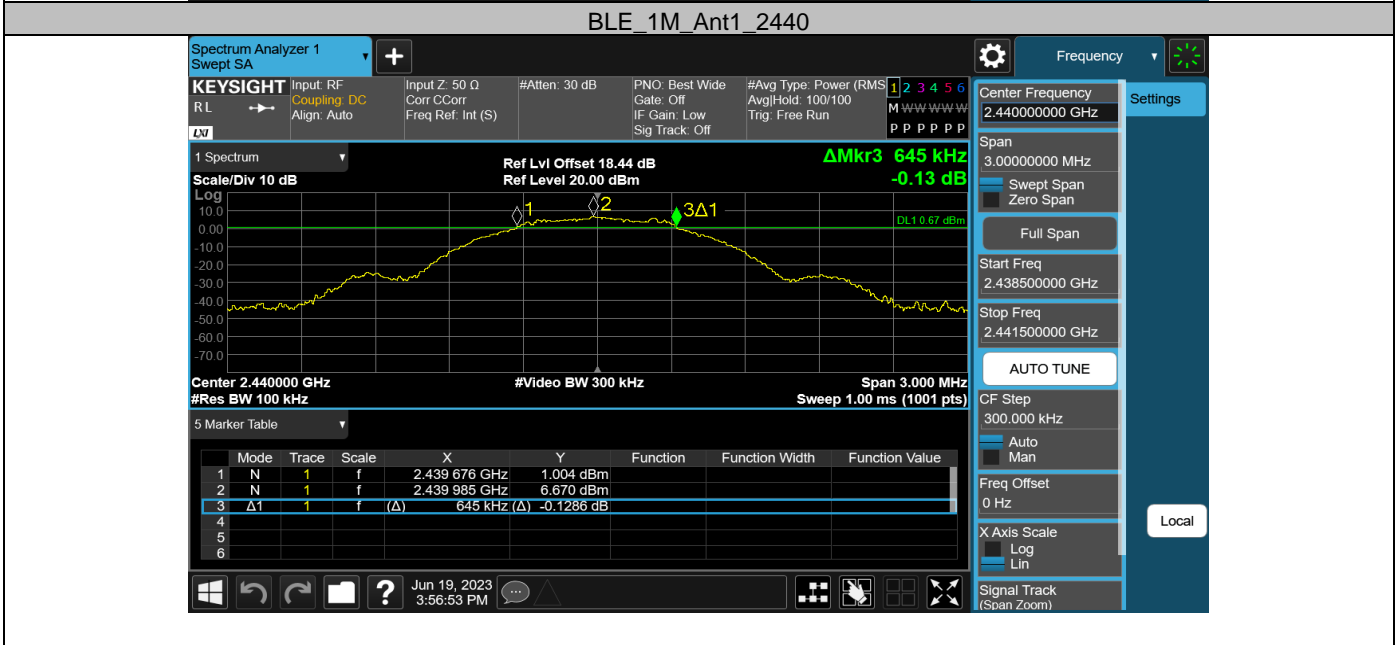 BLE_1M_Ant1_2440
Spectrum Analyzer 1
Swept SA
+
Frequency
KEYSIGHT
R L
LXI
Input: RF
Coupling: DC
Align: Auto
Input Z: 50 Ω
Corr CCorr
Freq Ref: Int (S)
#Atten: 30 dB
PNO: Best Wide
Gate: Off
IF Gain: Low
Sig Track: Off
#Avg Type: Power (RMS
Avg|Hold: 100/100
Trig: Free Run
1 2 3 4 5 6
M W W W W W
P P P P P P
1 Spectrum
Scale/Div 10 dB
Ref Lvl Offset 18.44 dB
Ref Level 20.00 dBm
ΔMkr3 645 kHz
-0.13 dB
Log
10.0
0.00
-10.0
-20.0
-30.0
-40.0
-50.0
-60.0
-70.0
1
2
3Δ1
DL1 0.67 dBm
Center 2.440000 GHz
#Video BW 300 kHz
Span 3.000 MHz
#Res BW 100 kHz
Sweep 1.00 ms (1001 pts)
5 Marker Table
Mode Trace Scale X Y Function Function Width Function Value
1 N 1 f 2.439 676 GHz 1.004 dBm
2 N 1 f 2.439 985 GHz 6.670 dBm
3 Δ1 1 f (Δ) 645 kHz (Δ) -0.1286 dB
4
5
6
?
Jun 19, 2023
3:56:53 PM
Center Frequency
2.440000000 GHz
Span
3.00000000 MHz
Swept Span
Zero Span
Full Span
Start Freq
2.438500000 GHz
Stop Freq
2.441500000 GHz
AUTO TUNE
CF Step
300.000 kHz
Auto
Man
Freq Offset
0 Hz
X Axis Scale
Log
Lin
Signal Track
(Span Zoom)
Settings
Local